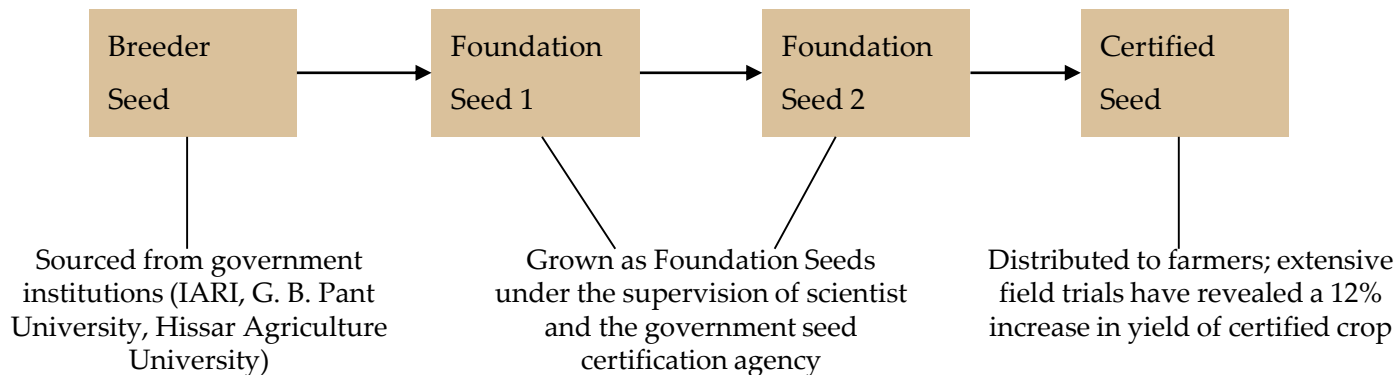 Breeder
Seed
Foundation
Seed 1
Foundation
Seed 2
Certified
Seed
Sourced from government
institutions (IARI, G. B. Pant
University, Hissar Agriculture
University)
Grown as Foundation Seeds
under the supervision of scientist
and the government seed
certification agency
Distributed to farmers; extensive
field trials have revealed a 12%
increase in yield of certified crop